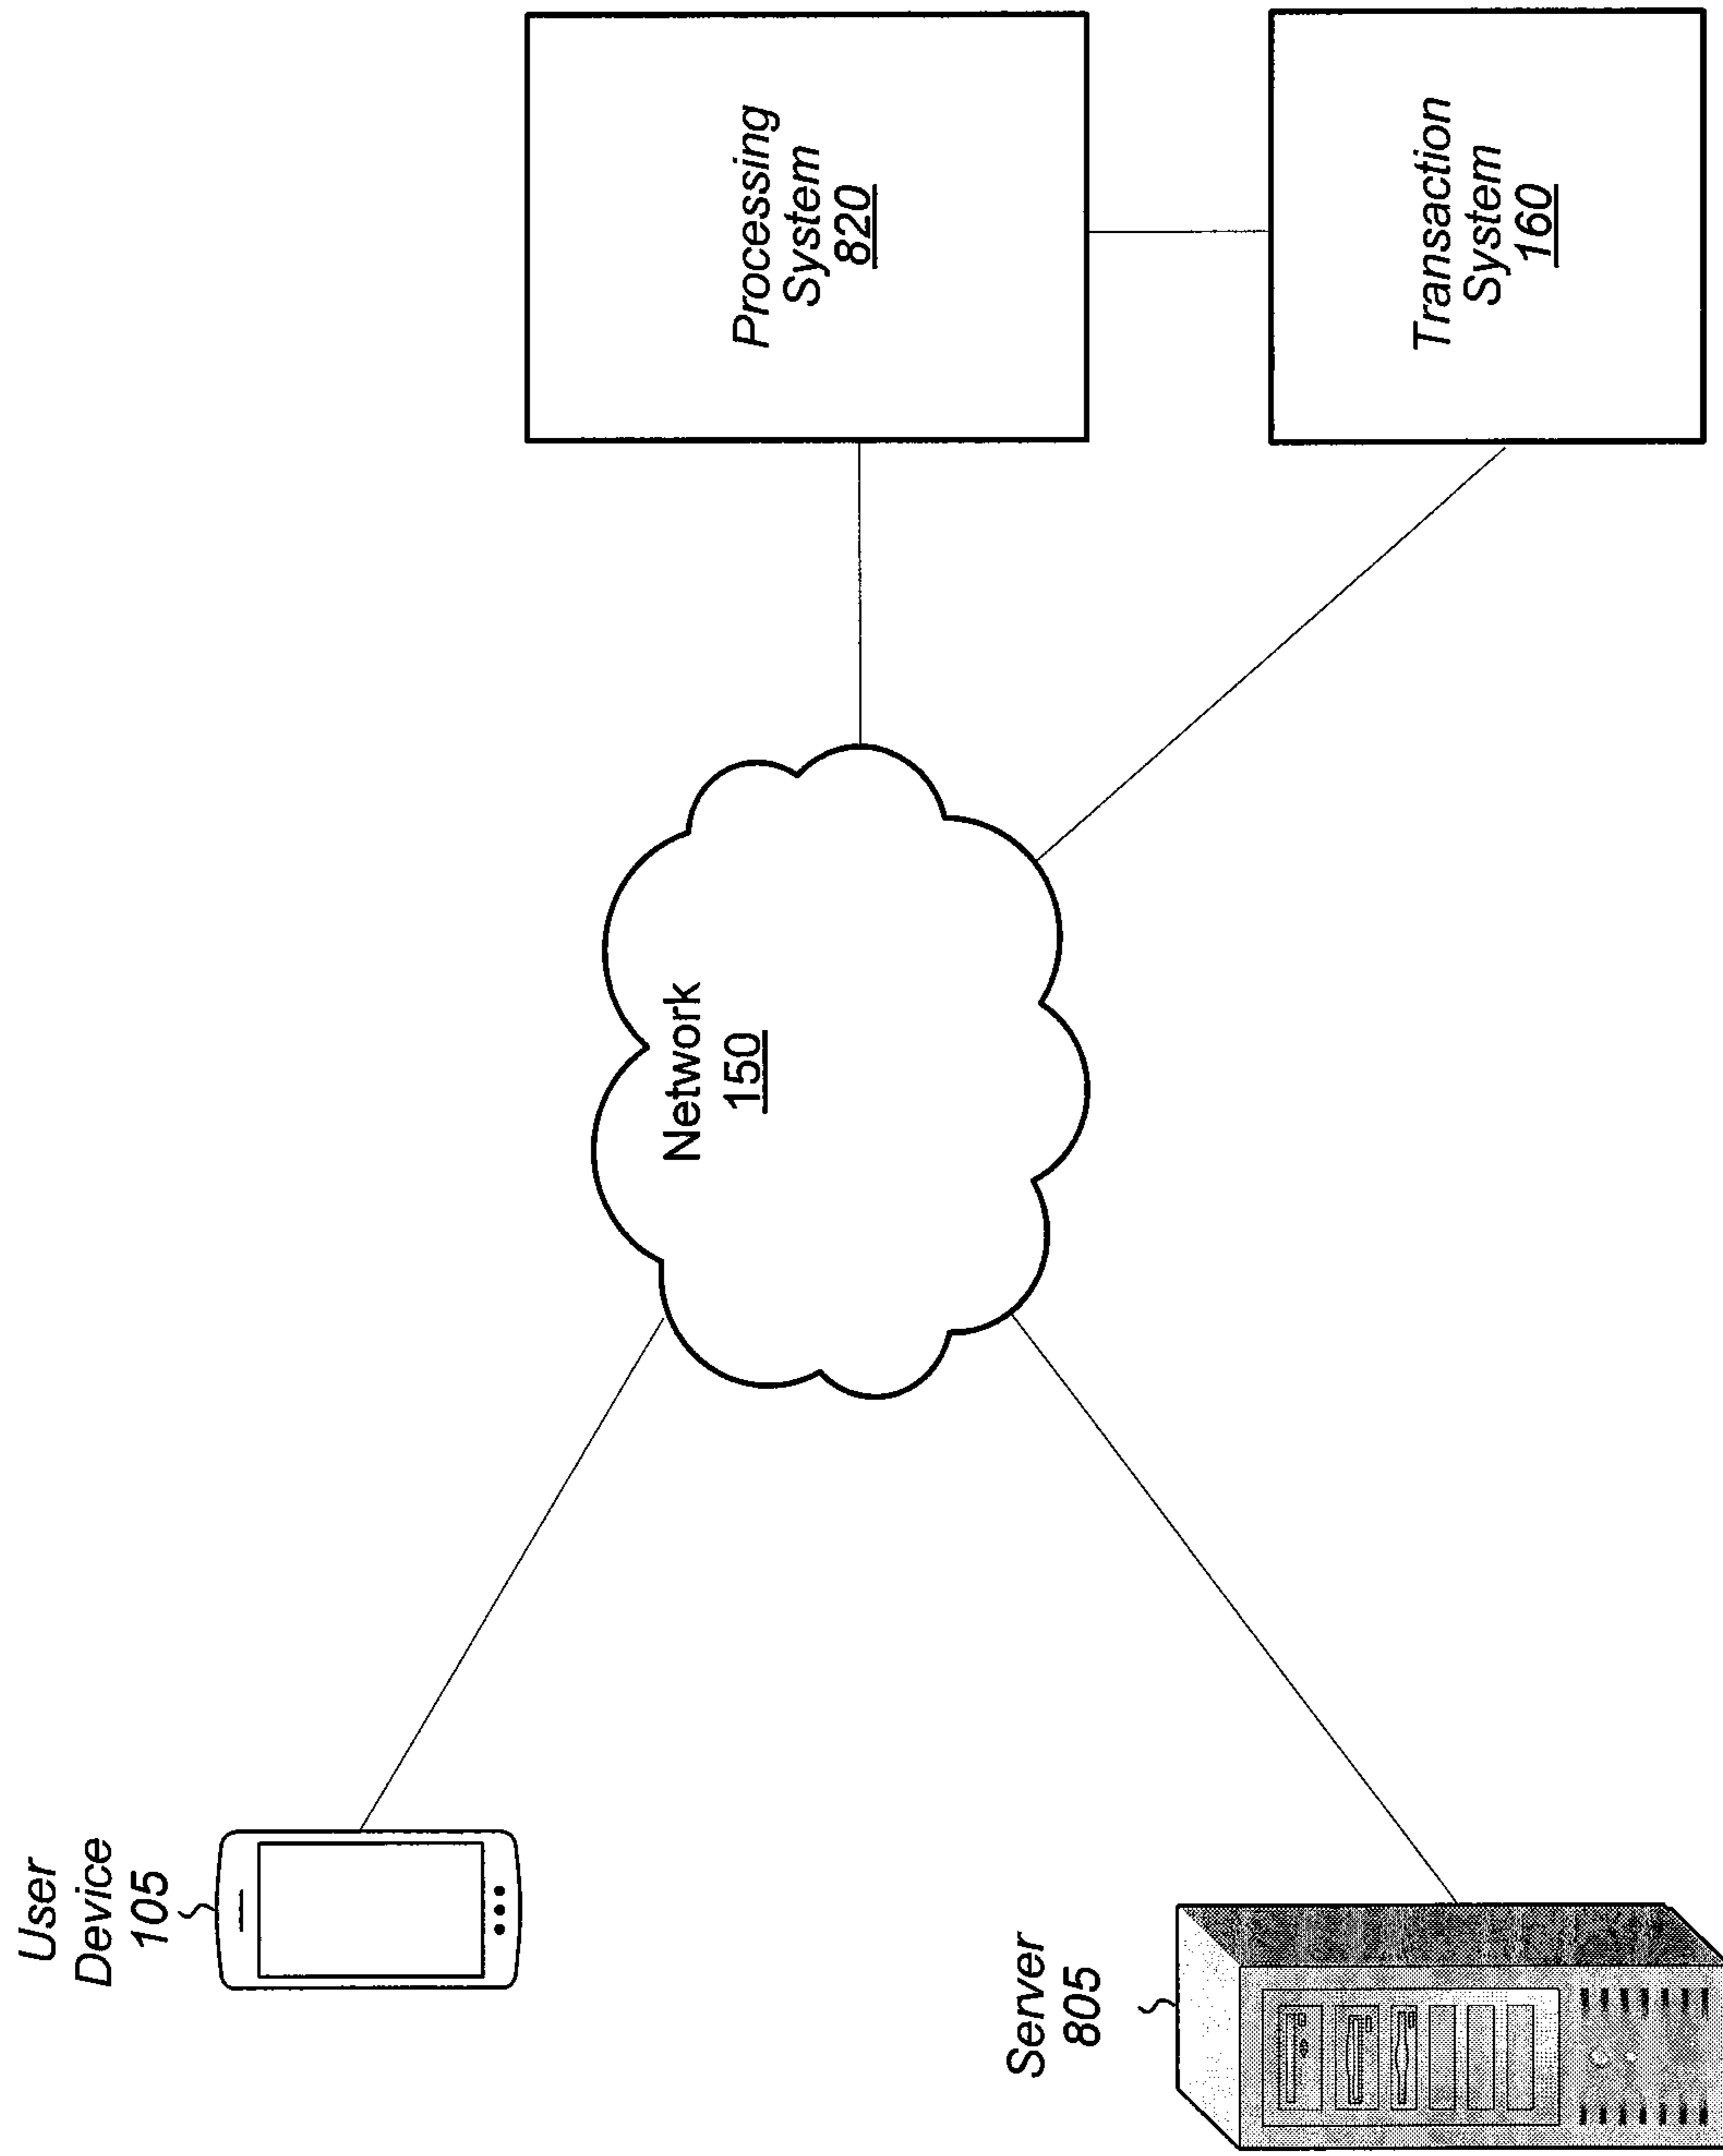 User
Device
105
Network
150
Processing
System
820
Server
805
Transaction
System
160